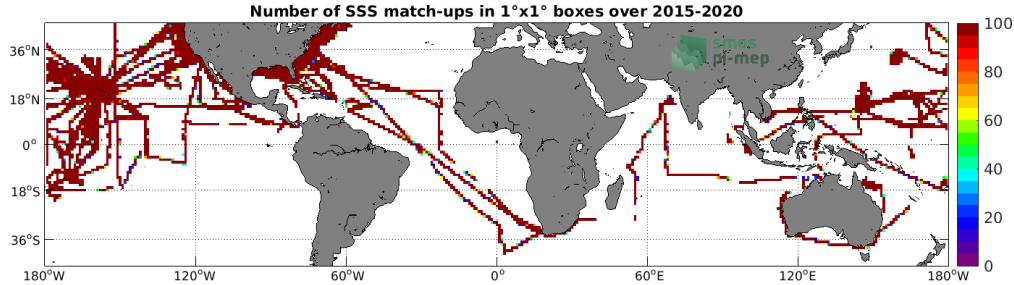 Number of SSS match-ups in 1°x1° boxes over 2015-2020
36°N
18°N
0°
18°S
36°S
180°W
120°W
60°W
0°
60°E
120°E
180°W
100
80
60
40
20
0
smos
pi-mep